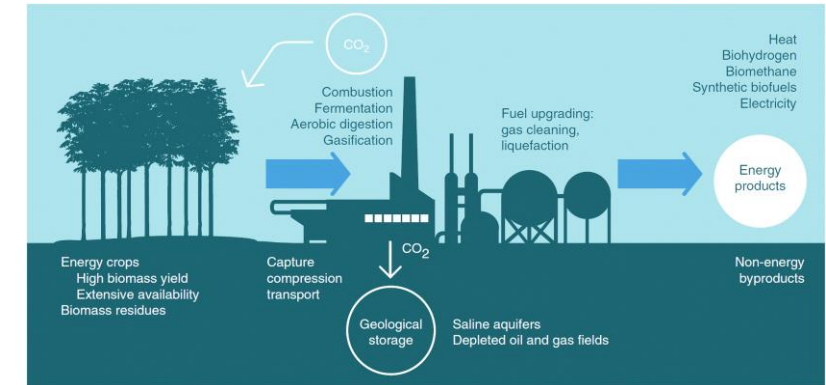 CO2
Combustion
Fermentation
Aerobic digestion
Gasification
Fuel upgrading:
gas cleaning,
liquefaction
Heat
Biohydrogen
Biomethane
Synthetic biofuels
Electricity
Energy
products
Energy crops
High biomass yield
Extensive availability
Biomass residues
Capture
compression
transport
CO2
Geological
storage
Saline aquifers
Depleted oil and gas fields
Non-energy
byproducts